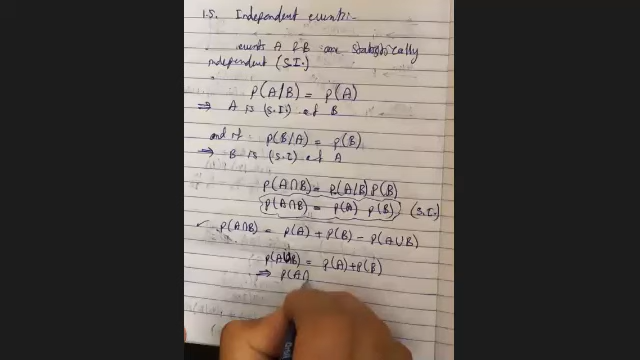 1.5. Independent events:-
events A & B are statistically
independent (S.I.)
P(A/B) = P(A)
⇒ A is (S.I.) of B
and if P(B/A) = P(B)
⇒ B is (S.I) of A
P(A∩B) = P(A/B) P(B)
P(A∩B) = P(A) P(B) (S.I.)
✓ P(A∩B) = P(A) + P(B) - P(A∪B)
P(A∪B) = P(A) + P(B)
⇒ P(A∩